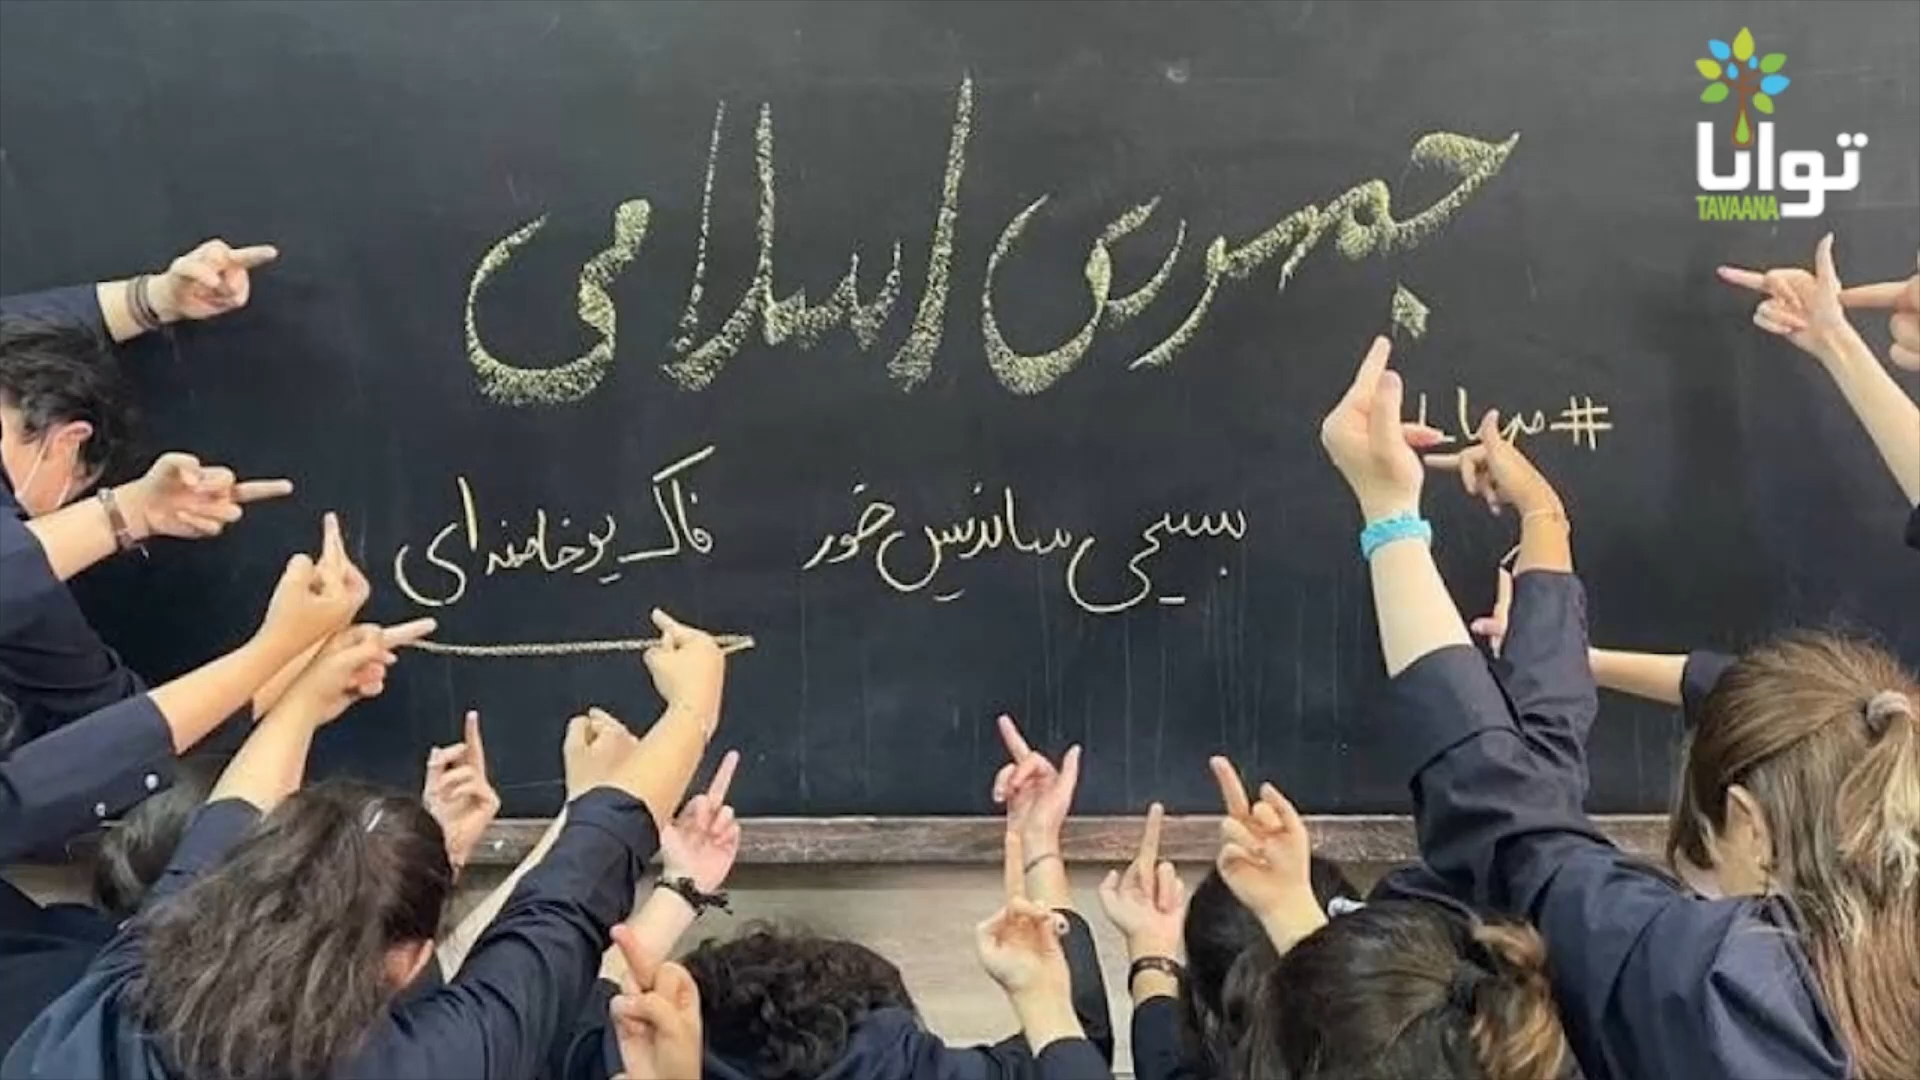 توانا
TAVAANA
جمهوری اسلامی
#مهسا
بسیجی ساندیس خور
فاک یو خامنه ای